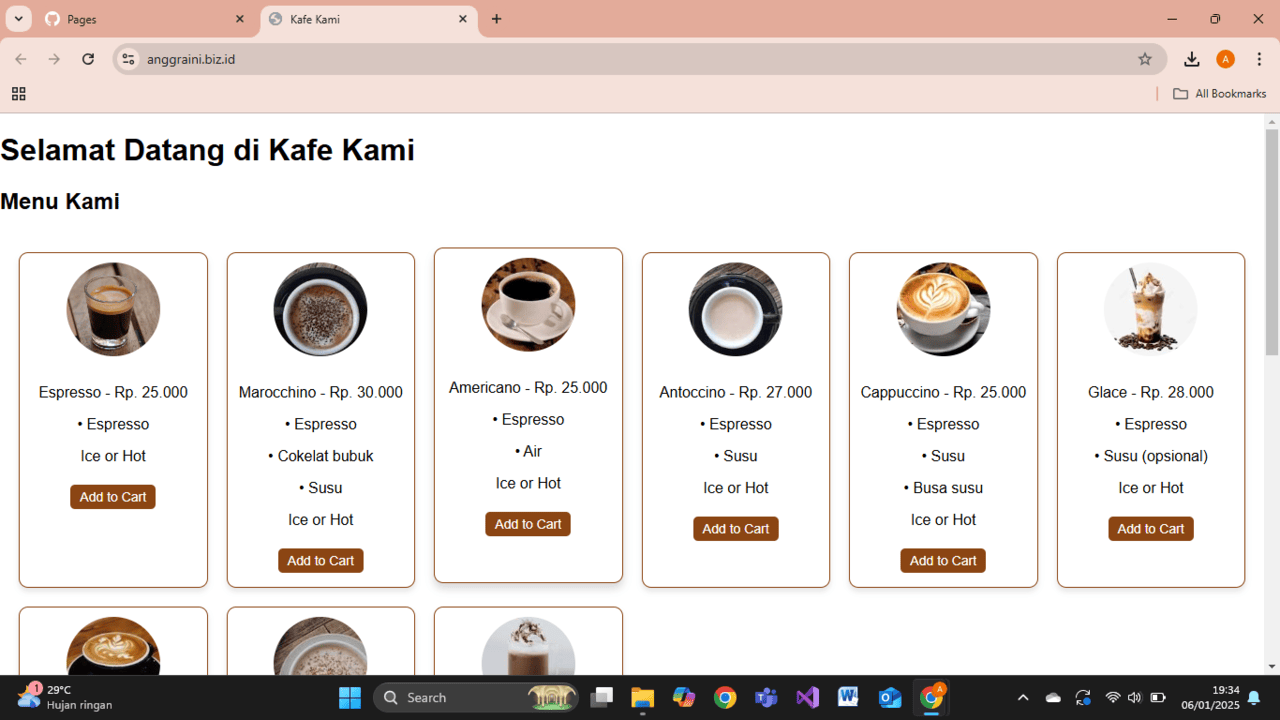 Pages
Kafe Kami
anggraini.biz.id
A
All Bookmarks
Selamat Datang di Kafe Kami
Menu Kami
Espresso - Rp. 25.000
• Espresso
Ice or Hot
Add to Cart
Marocchino - Rp. 30.000
• Espresso
• Cokelat bubuk
• Susu
Ice or Hot
Add to Cart
Americano - Rp. 25.000
• Espresso
• Air
Ice or Hot
Add to Cart
Antoccino - Rp. 27.000
• Espresso
• Susu
Ice or Hot
Add to Cart
Cappuccino - Rp. 25.000
• Espresso
• Susu
• Busa susu
Ice or Hot
Add to Cart
Glace - Rp. 28.000
• Espresso
• Susu (opsional)
Ice or Hot
Add to Cart
1
29°C
Hujan ringan
Search
A
19:34
06/01/2025